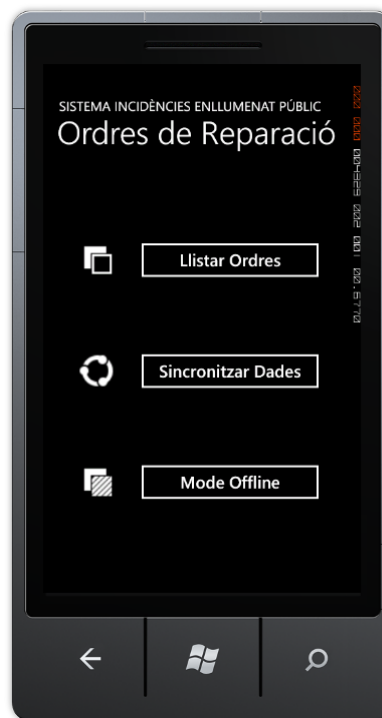 SISTEMA INCIDÈNCIES ENLLUMENAT PÚBLIC
Ordres de Reparació
Llistar Ordres
Sincronitzar Dades
Mode Offline